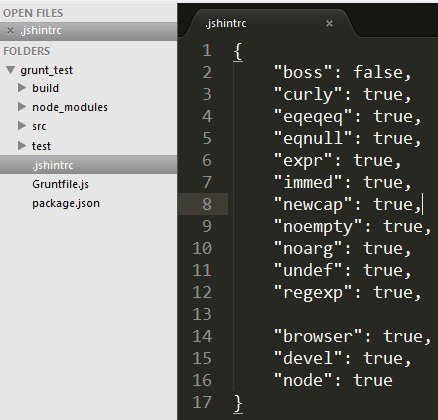 OPEN FILES
.jshintrc
FOLDERS
grunt_test
build
node_modules
src
test
.jshintrc
Gruntfile.js
package.json
.jshintrc
1 {
2 "boss": false,
3 "curly": true,
4 "eqeqeq": true,
5 "eqnull": true,
6 "expr": true,
7 "immed": true,
8 "newcap": true,
9 "noempty": true,
10 "noarg": true,
11 "undef": true,
12 "regexp": true,
13
14 "browser": true,
15 "devel": true,
16 "node": true
17 }